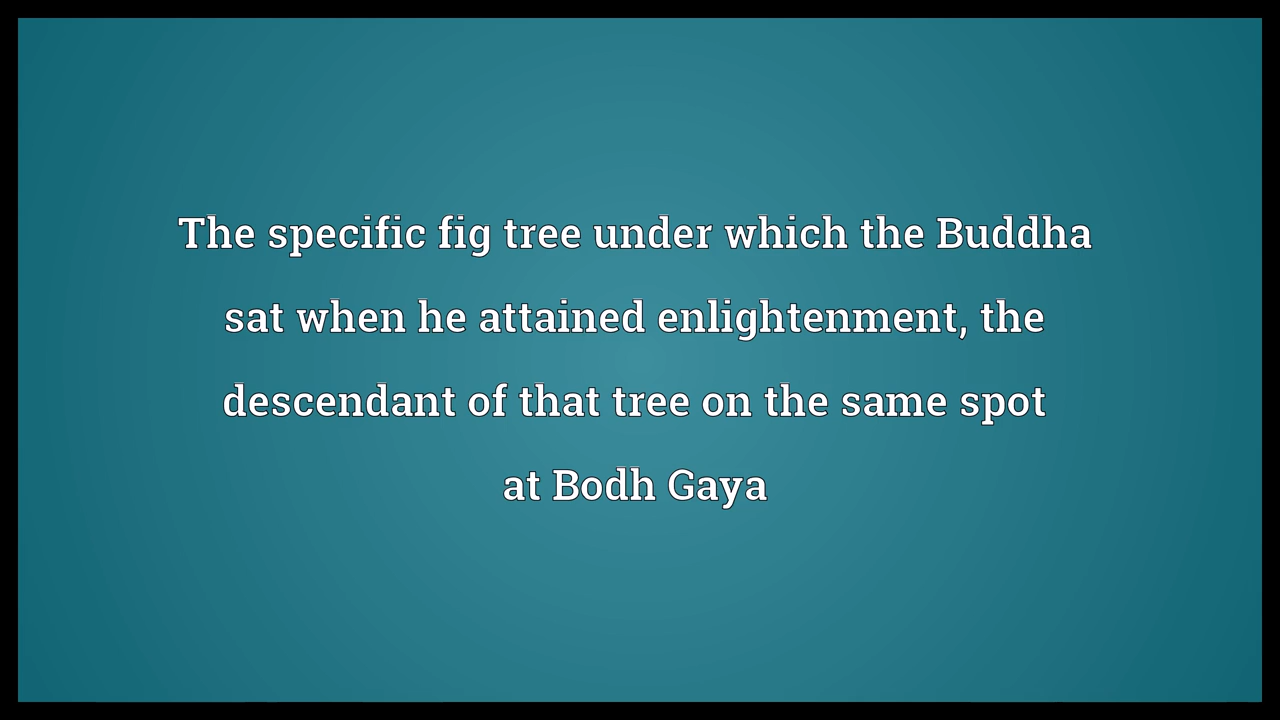 The specific fig tree under which the Buddha
sat when he attained enlightenment, the
descendant of that tree on the same spot
at Bodh Gaya